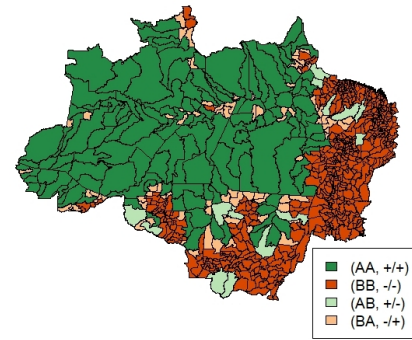 (AA, +/+)
(BB, -/-)
(AB, +/-)
(BA, -/+)